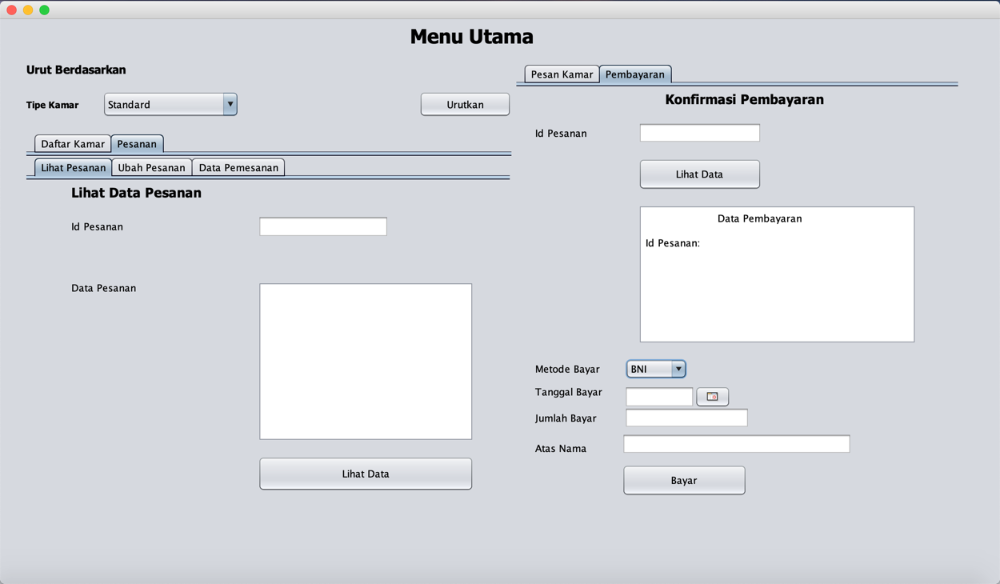 Menu Utama
Urut Berdasarkan
Tipe Kamar
Standard
Urutkan
Daftar Kamar
Pesanan
Lihat Pesanan
Ubah Pesanan
Data Pemesanan
Lihat Data Pesanan
Id Pesanan
Data Pesanan
Lihat Data
Pesan Kamar
Pembayaran
Konfirmasi Pembayaran
Id Pesanan
Lihat Data
Data Pembayaran
Id Pesanan:
Metode Bayar
BNI
Tanggal Bayar
Jumlah Bayar
Atas Nama
Bayar